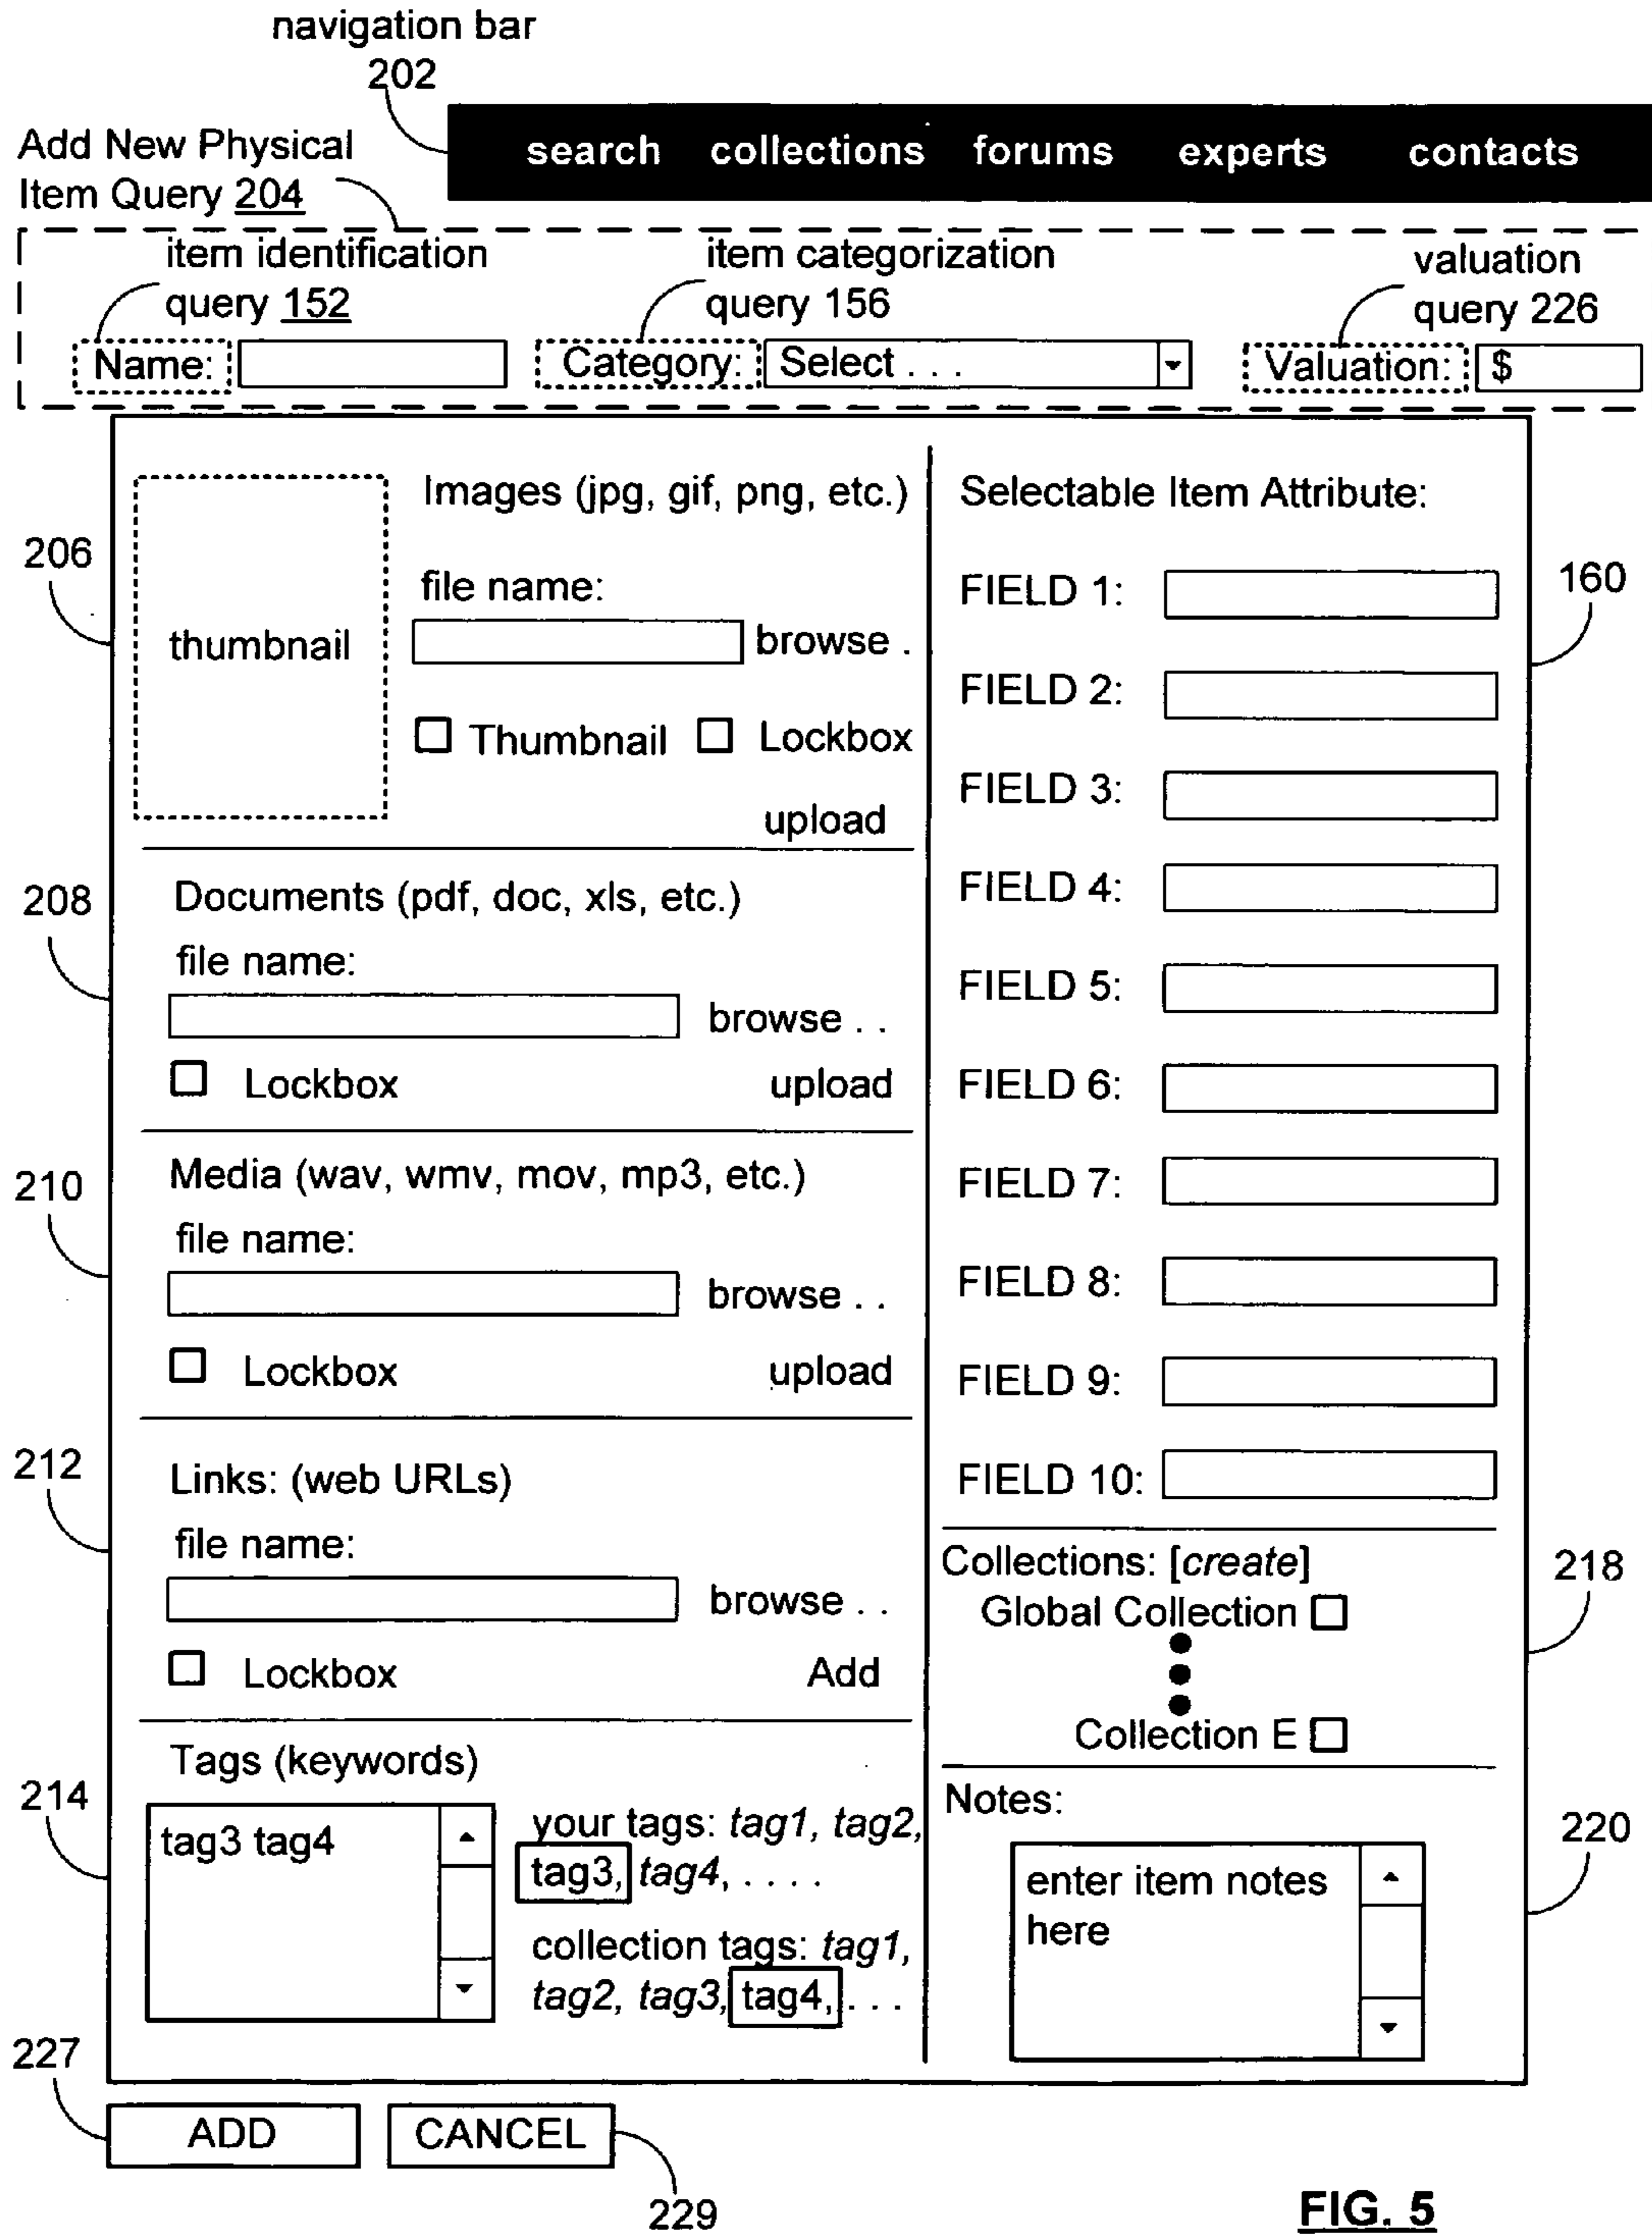 navigation bar
202
search collections forums experts contacts
Add New Physical
Item Query 204
item identification
query 152
item categorization
query 156
valuation
query 226
Name:
Category: Select . . .
Valuation: $
206
thumbnail
Images (jpg, gif, png, etc.)
file name:
browse .
Thumbnail Lockbox
upload
208
Documents (pdf, doc, xls, etc.)
file name:
browse . .
Lockbox upload
210
Media (wav, wmv, mov, mp3, etc.)
file name:
browse . .
Lockbox upload
212
Links: (web URLs)
file name:
browse . .
Lockbox Add
214
Tags (keywords)
tag3 tag4
your tags: tag1, tag2,
tag3, tag4, . . . .
collection tags: tag1,
tag2, tag3, tag4, . . .
Selectable Item Attribute:
160
FIELD 1:
FIELD 2:
FIELD 3:
FIELD 4:
FIELD 5:
FIELD 6:
FIELD 7:
FIELD 8:
FIELD 9:
FIELD 10:
Collections: [create]
218
Global Collection
Collection E
Notes:
220
enter item notes
here
227
ADD CANCEL
229
FIG. 5